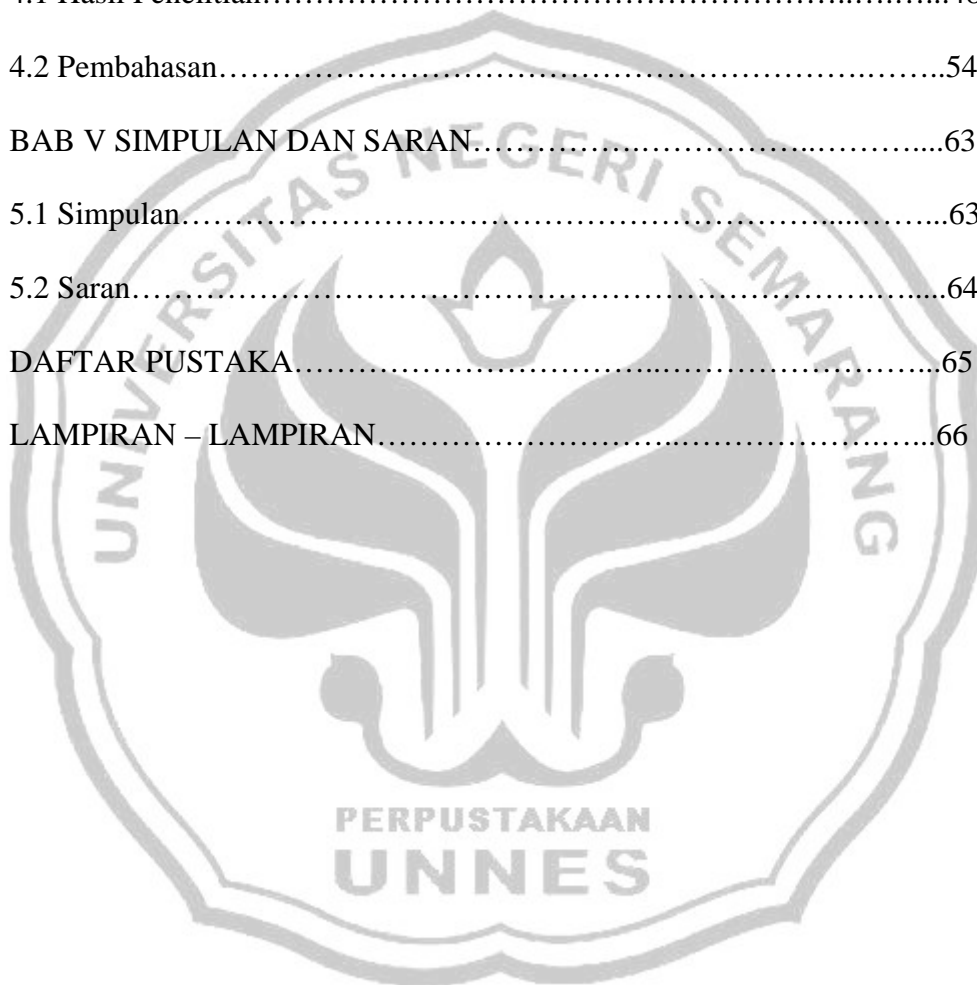 4.2 Pembahasan……………………………………………………….……..54
BAB V SIMPULAN DAN SARAN…………….…………..………....63
5.1 Simpulan…………………………………………………….....……...63
5.2 Saran………………………………………………………….….....64
DAFTAR PUSTAKA……………………………..……………………...65
LAMPIRAN – LAMPIRAN……………………….……………….…...66
UNIVERSITAS NEGERI SEMARANG
PERPUSTAKAAN
UNNES